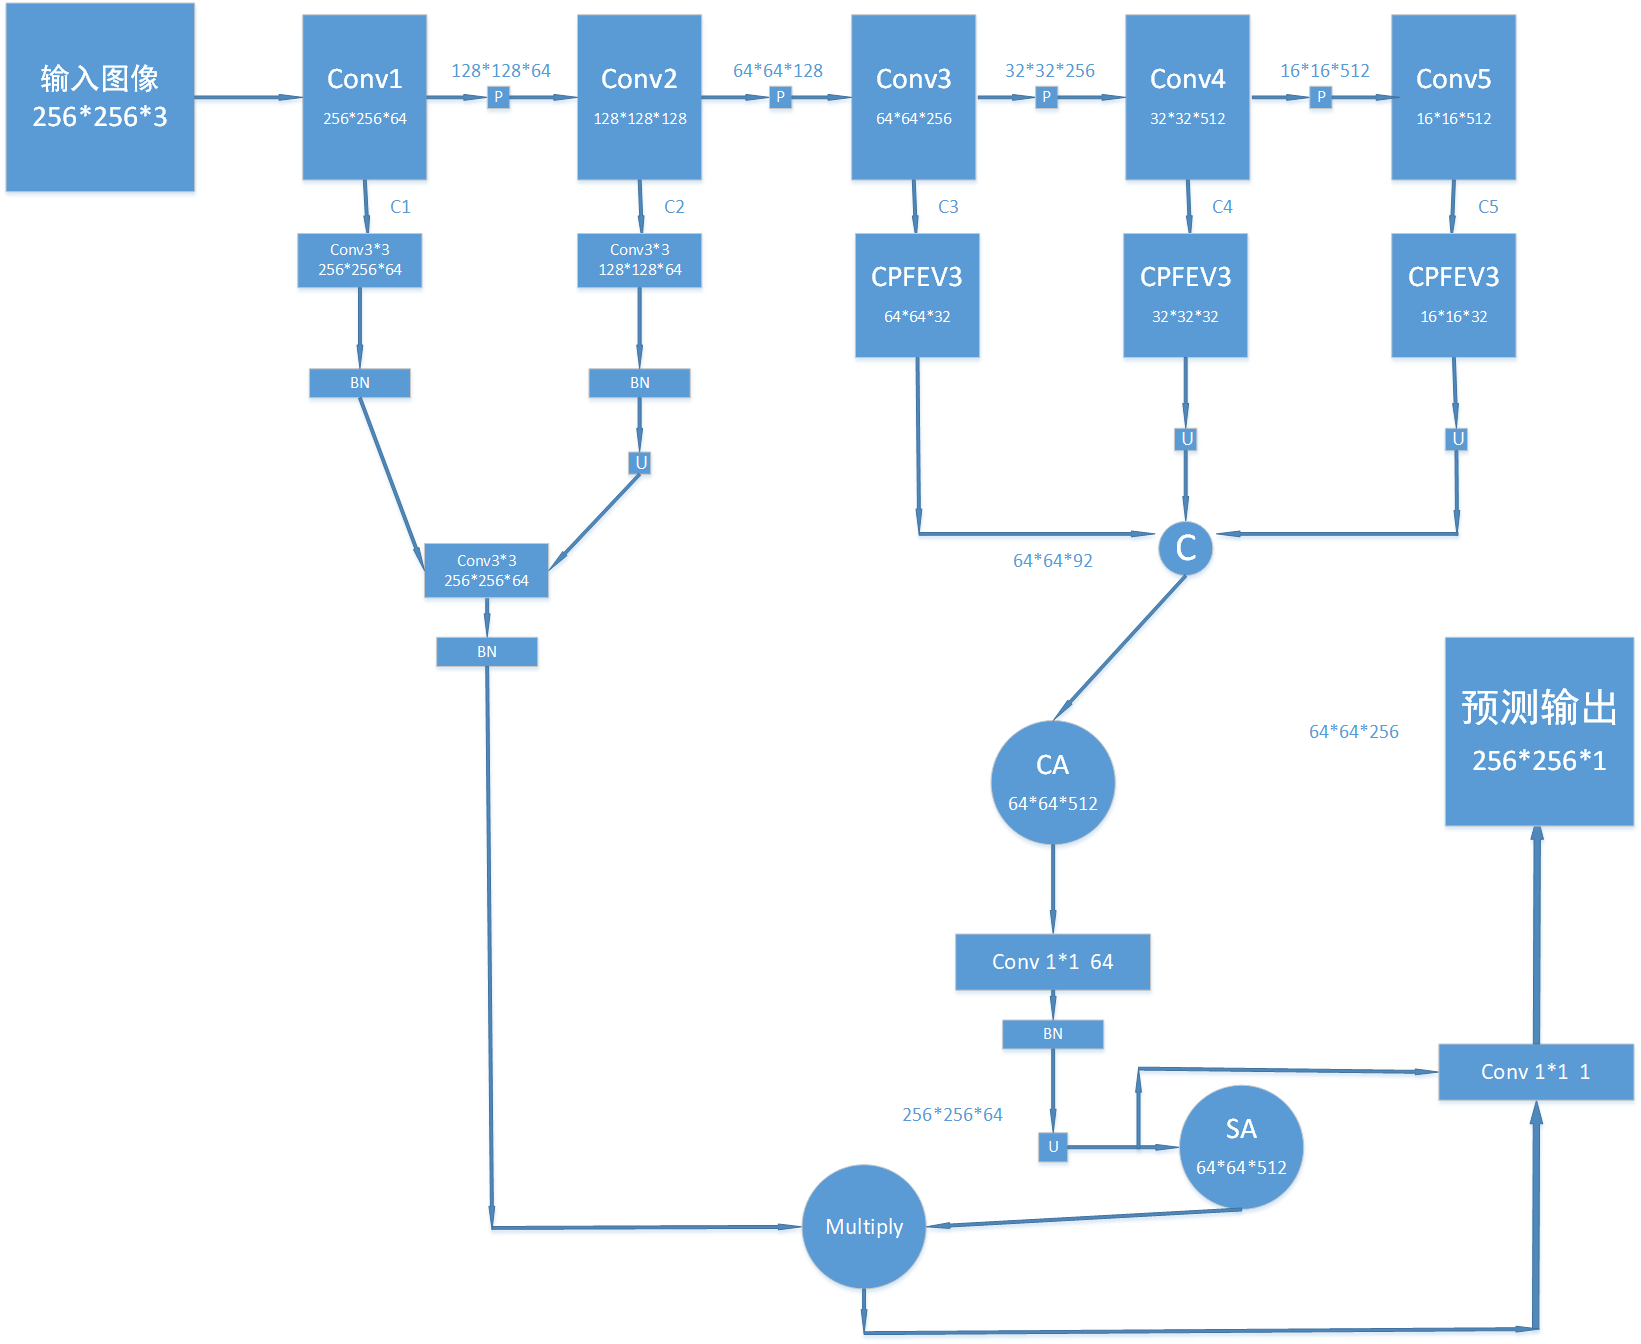 输入图像
256*256*3
Conv1
256*256*64
128*128*64
P
Conv2
128*128*128
64*64*128
P
Conv3
64*64*256
32*32*256
P
Conv4
32*32*512
16*16*512
P
Conv5
16*16*512
C1
C2
C3
C4
C5
Conv3*3
256*256*64
Conv3*3
128*128*64
CPFEV3
64*64*32
CPFEV3
32*32*32
CPFEV3
16*16*32
BN
BN
U
U
U
Conv3*3
256*256*64
64*64*92
C
BN
CA
64*64*512
64*64*256
预测输出
256*256*1
Conv 1*1 64
BN
Conv 1*1 1
256*256*64
U
SA
64*64*512
Multiply